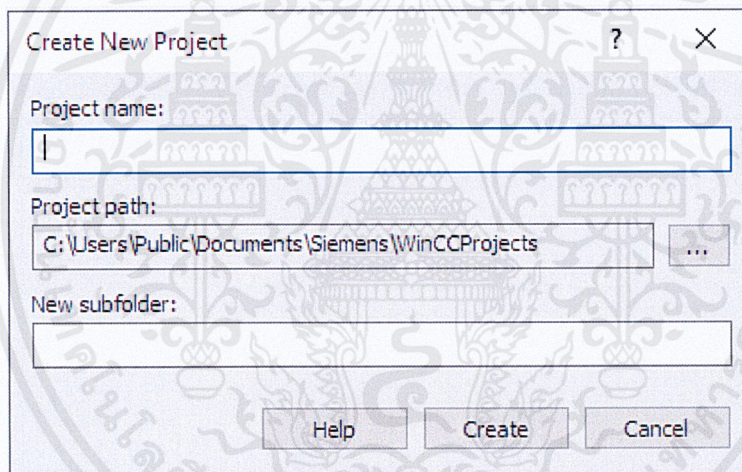 Create New Project ? X
Project name:
Project path:
C:\Users\Public\Documents\Siemens\WinCCProjects
...
New subfolder:
Help Create Cancel